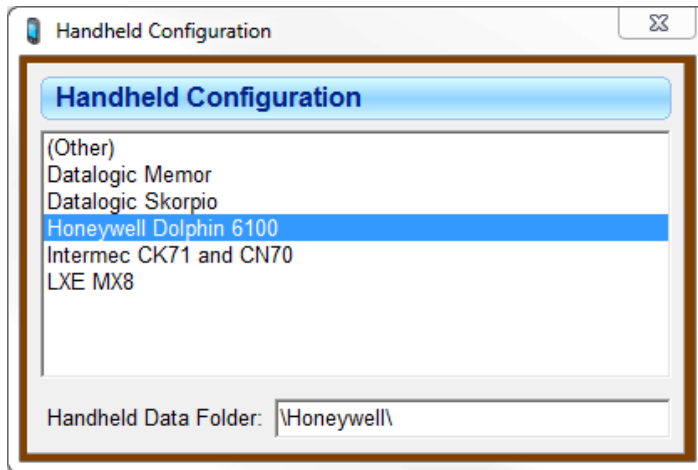 Handheld Configuration
Handheld Configuration
(Other)
Datalogic Memor
Datalogic Skorpio
Honeywell Dolphin 6100
Intermec CK71 and CN70
LXE MX8
Handheld Data Folder: \Honeywell\